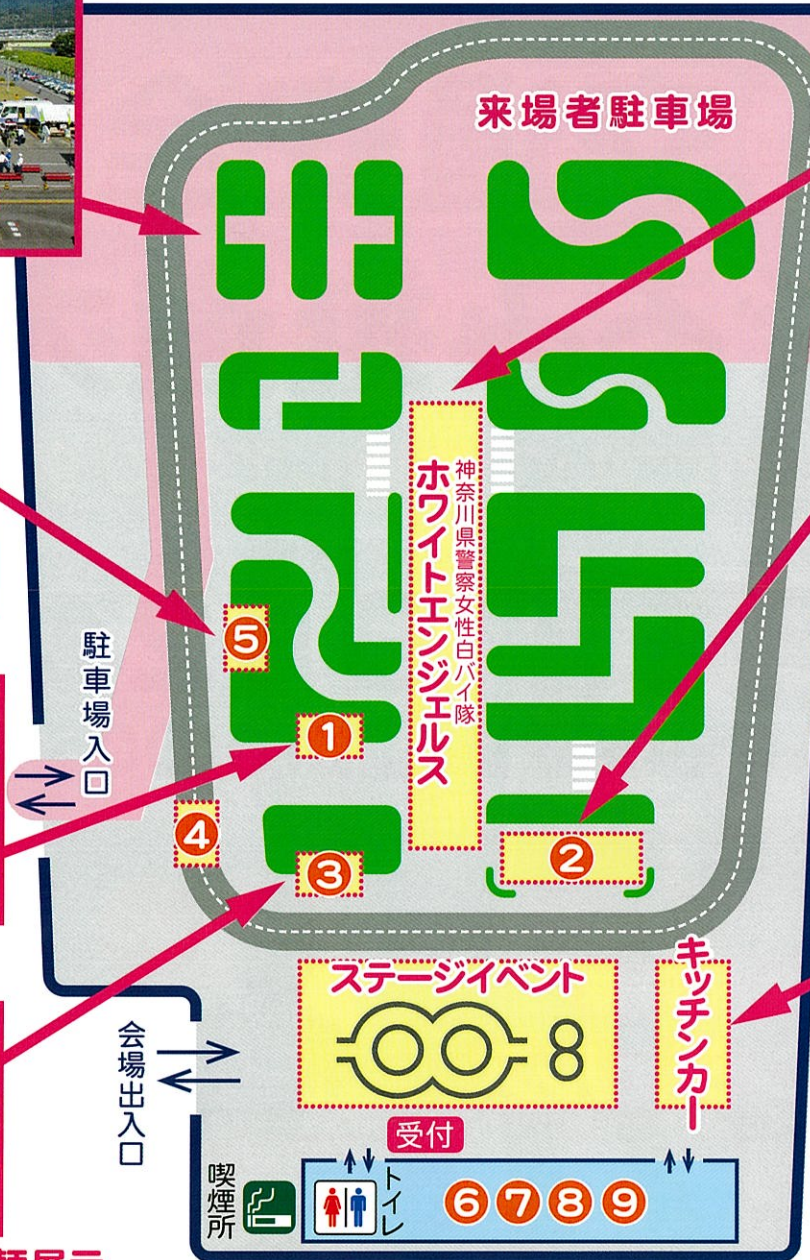 来場者駐車場
神奈川県警察女性白バイ隊
ホワイトエンジェルス
⑤
駐車場入口
①
④
③
②
ステージイベント
キッチンカー
会場出入口
受付
喫煙所
トイレ
⑥⑦⑧⑨